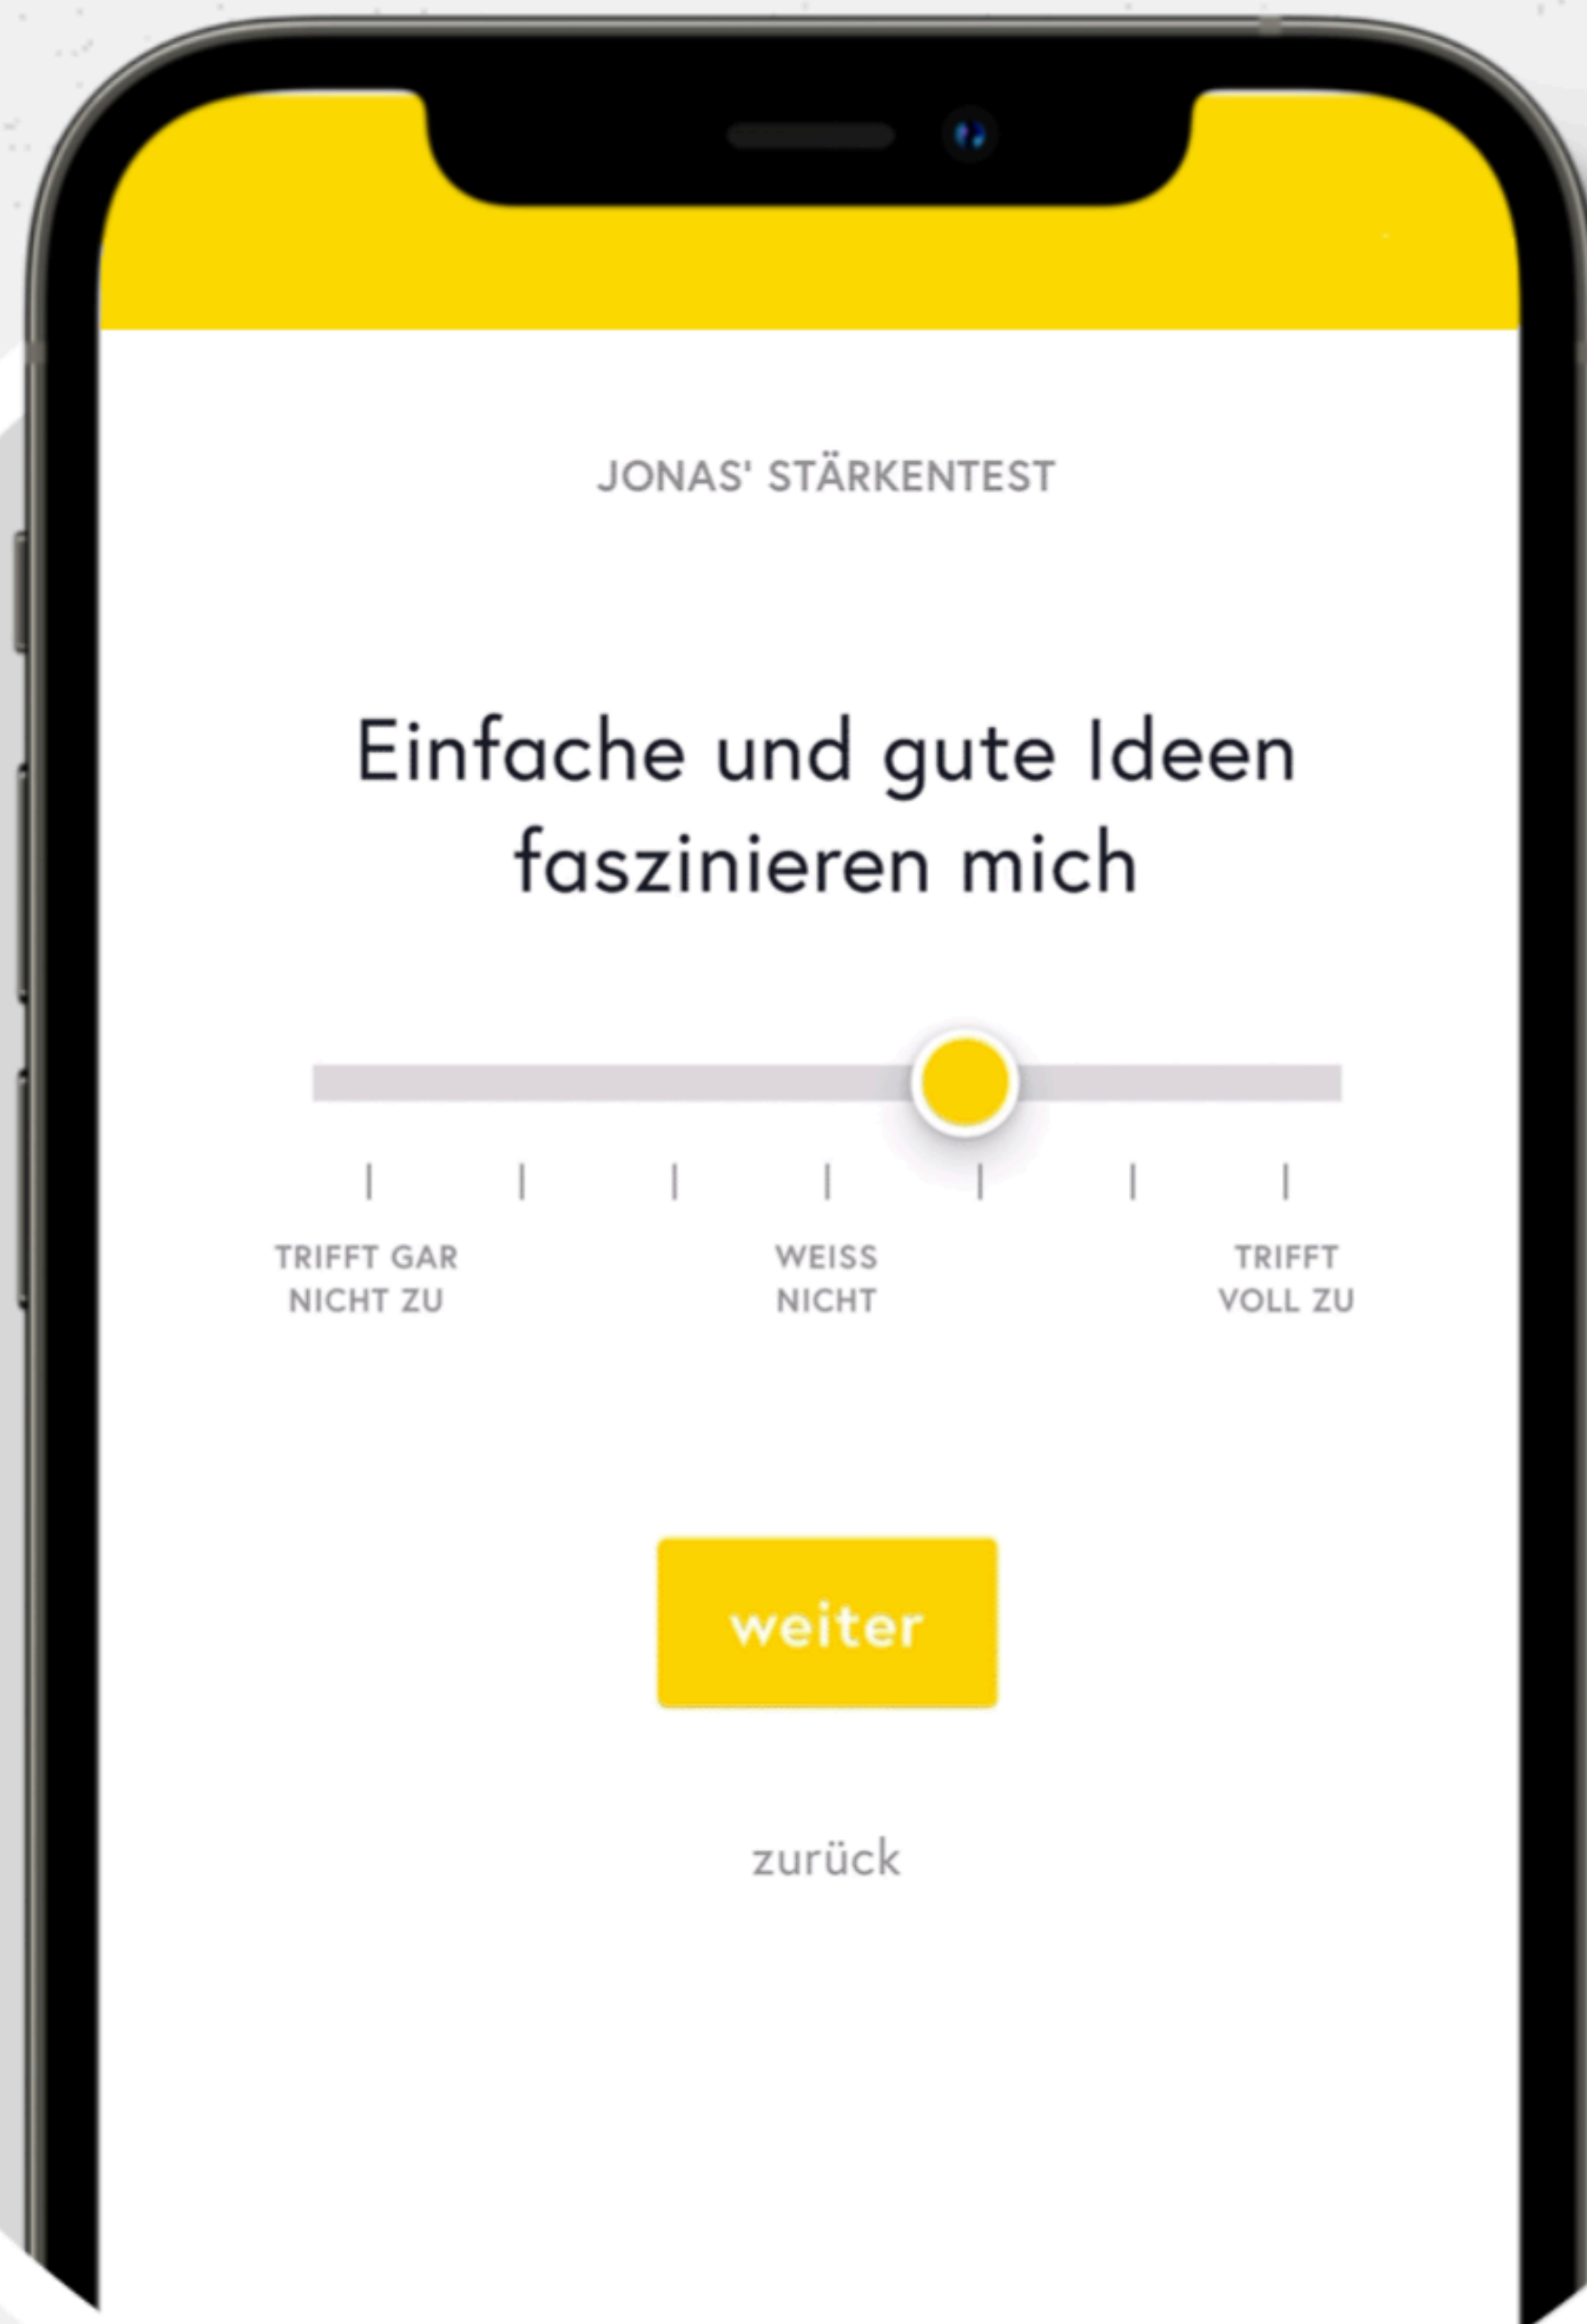 JONAS' STÄRKENTEST
Einfache und gute Ideen
faszinieren mich
TRIFFT GAR
NICHT ZU
WEISS
NICHT
TRIFFT
VOLL ZU
weiter
zurück